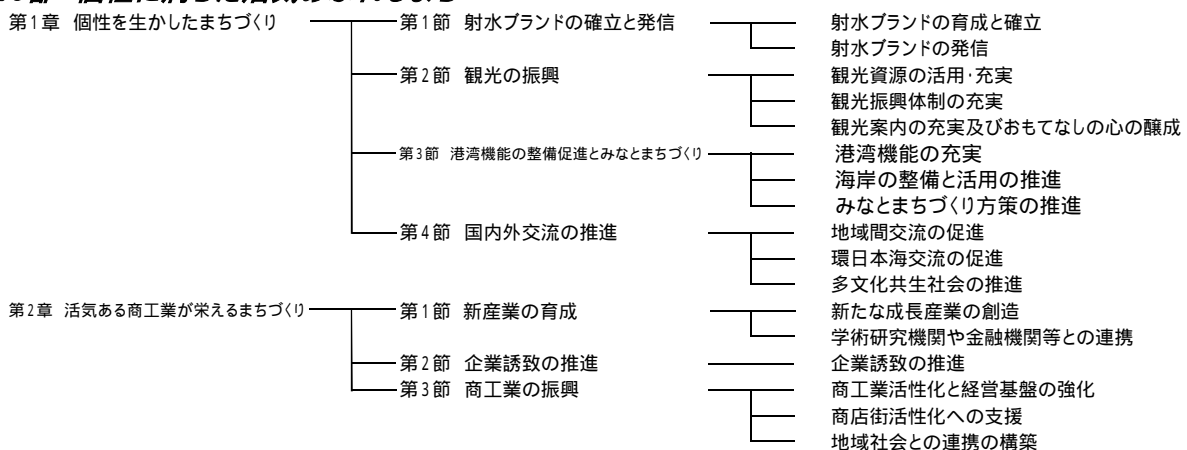 第1章 個性を生かしたまちづくり 第1節 射水ブランドの確立と発信 射水ブランドの育成と確立
射水ブランドの発信
第2節 観光の振興 観光資源の活用・充実
観光振興体制の充実
観光案内の充実及びおもてなしの心の醸成
第3節 港湾機能の整備促進とみなとまちづくり 港湾機能の充実
海岸の整備と活用の推進
みなとまちづくり方策の推進
第4節 国内外交流の推進 地域間交流の促進
環日本海交流の促進
多文化共生社会の推進
第2章 活気ある商工業が栄えるまちづくり 第1節 新産業の育成 新たな成長産業の創造
学術研究機関や金融機関等との連携
第2節 企業誘致の推進 企業誘致の推進
第3節 商工業の振興 商工業活性化と経営基盤の強化
商店街活性化への支援
地域社会との連携の構築